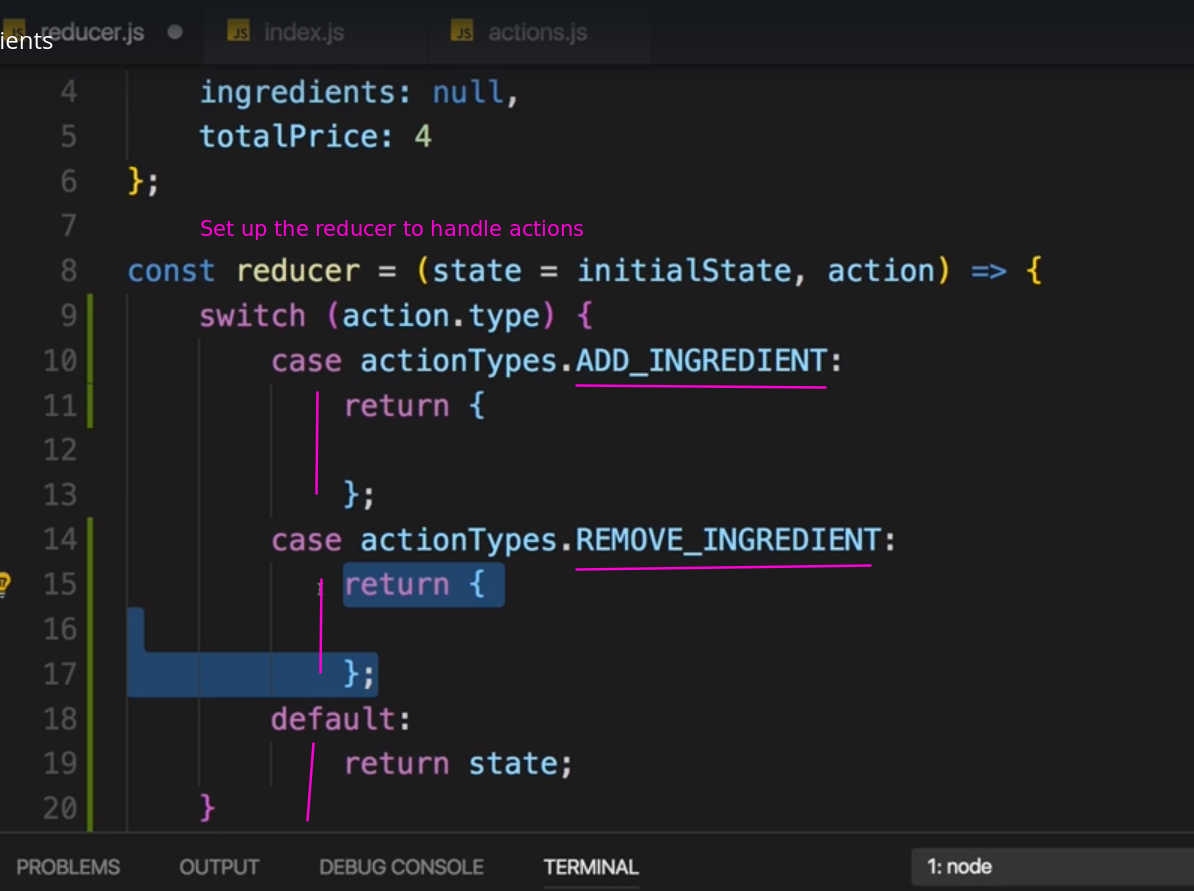 reducer.js index.js actions.js
ients
4 ingredients: null,
5 totalPrice: 4
6 };
7
Set up the reducer to handle actions
8 const reducer = (state = initialState, action) => {
9 switch (action.type) {
10 case actionTypes.ADD_INGREDIENT:
11 return {
12
13 };
14 case actionTypes.REMOVE_INGREDIENT:
15 return {
16
17 };
18 default:
19 return state;
20 }
PROBLEMS OUTPUT DEBUG CONSOLE TERMINAL 1: node